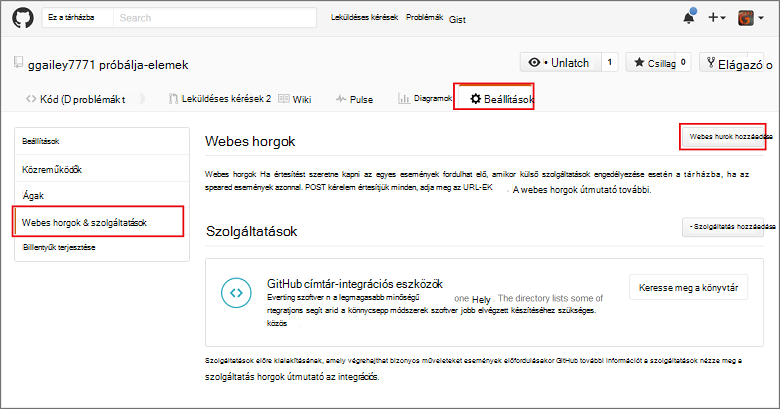 Ez a tárházba Search Leküldéses kérések Problémák Gist
ggailey7771 próbálja-elemek
• Unlatch 1 Csillag 0 Elágazó o
Kód (D problémák t Leküldéses kérések 2 Wiki Pulse Diagramok Beállítások
Beállítások
Közreműködők
Ágak
Webes horgok & szolgáltatások
Billentyűk terjesztése
Webes horgok
Webes hurok hozzáadása
Webes horgok Ha értesítést szeretne kapni az egyes események fordulhat elő, amikor külső szolgáltatások engedélyezése esetén a tárházba, ha az
speared események azonnal. POST kérelem értesítjük minden, adja meg az URL-EK . A webes horgok útmutató további.
Szolgáltatások
- Szolgáltatás hozzáadása
GitHub címtár-integrációs eszközök
Everting szoftver n a legmagasabb minőségű one Hely . The directory lists some of
rtegratjons segít arid a könnycsepp módszerek szoftver jobb elvégzett készítéséhez szükséges.
közös
Keresse meg a könyvtár
Szolgáltatások előre kialakításának, amely végrehajthat bizonyos műveleteket események előfordulásakor GitHub további információt a szolgáltatások nézze meg a
szolgáltatás horgok útmutató az integrációs.